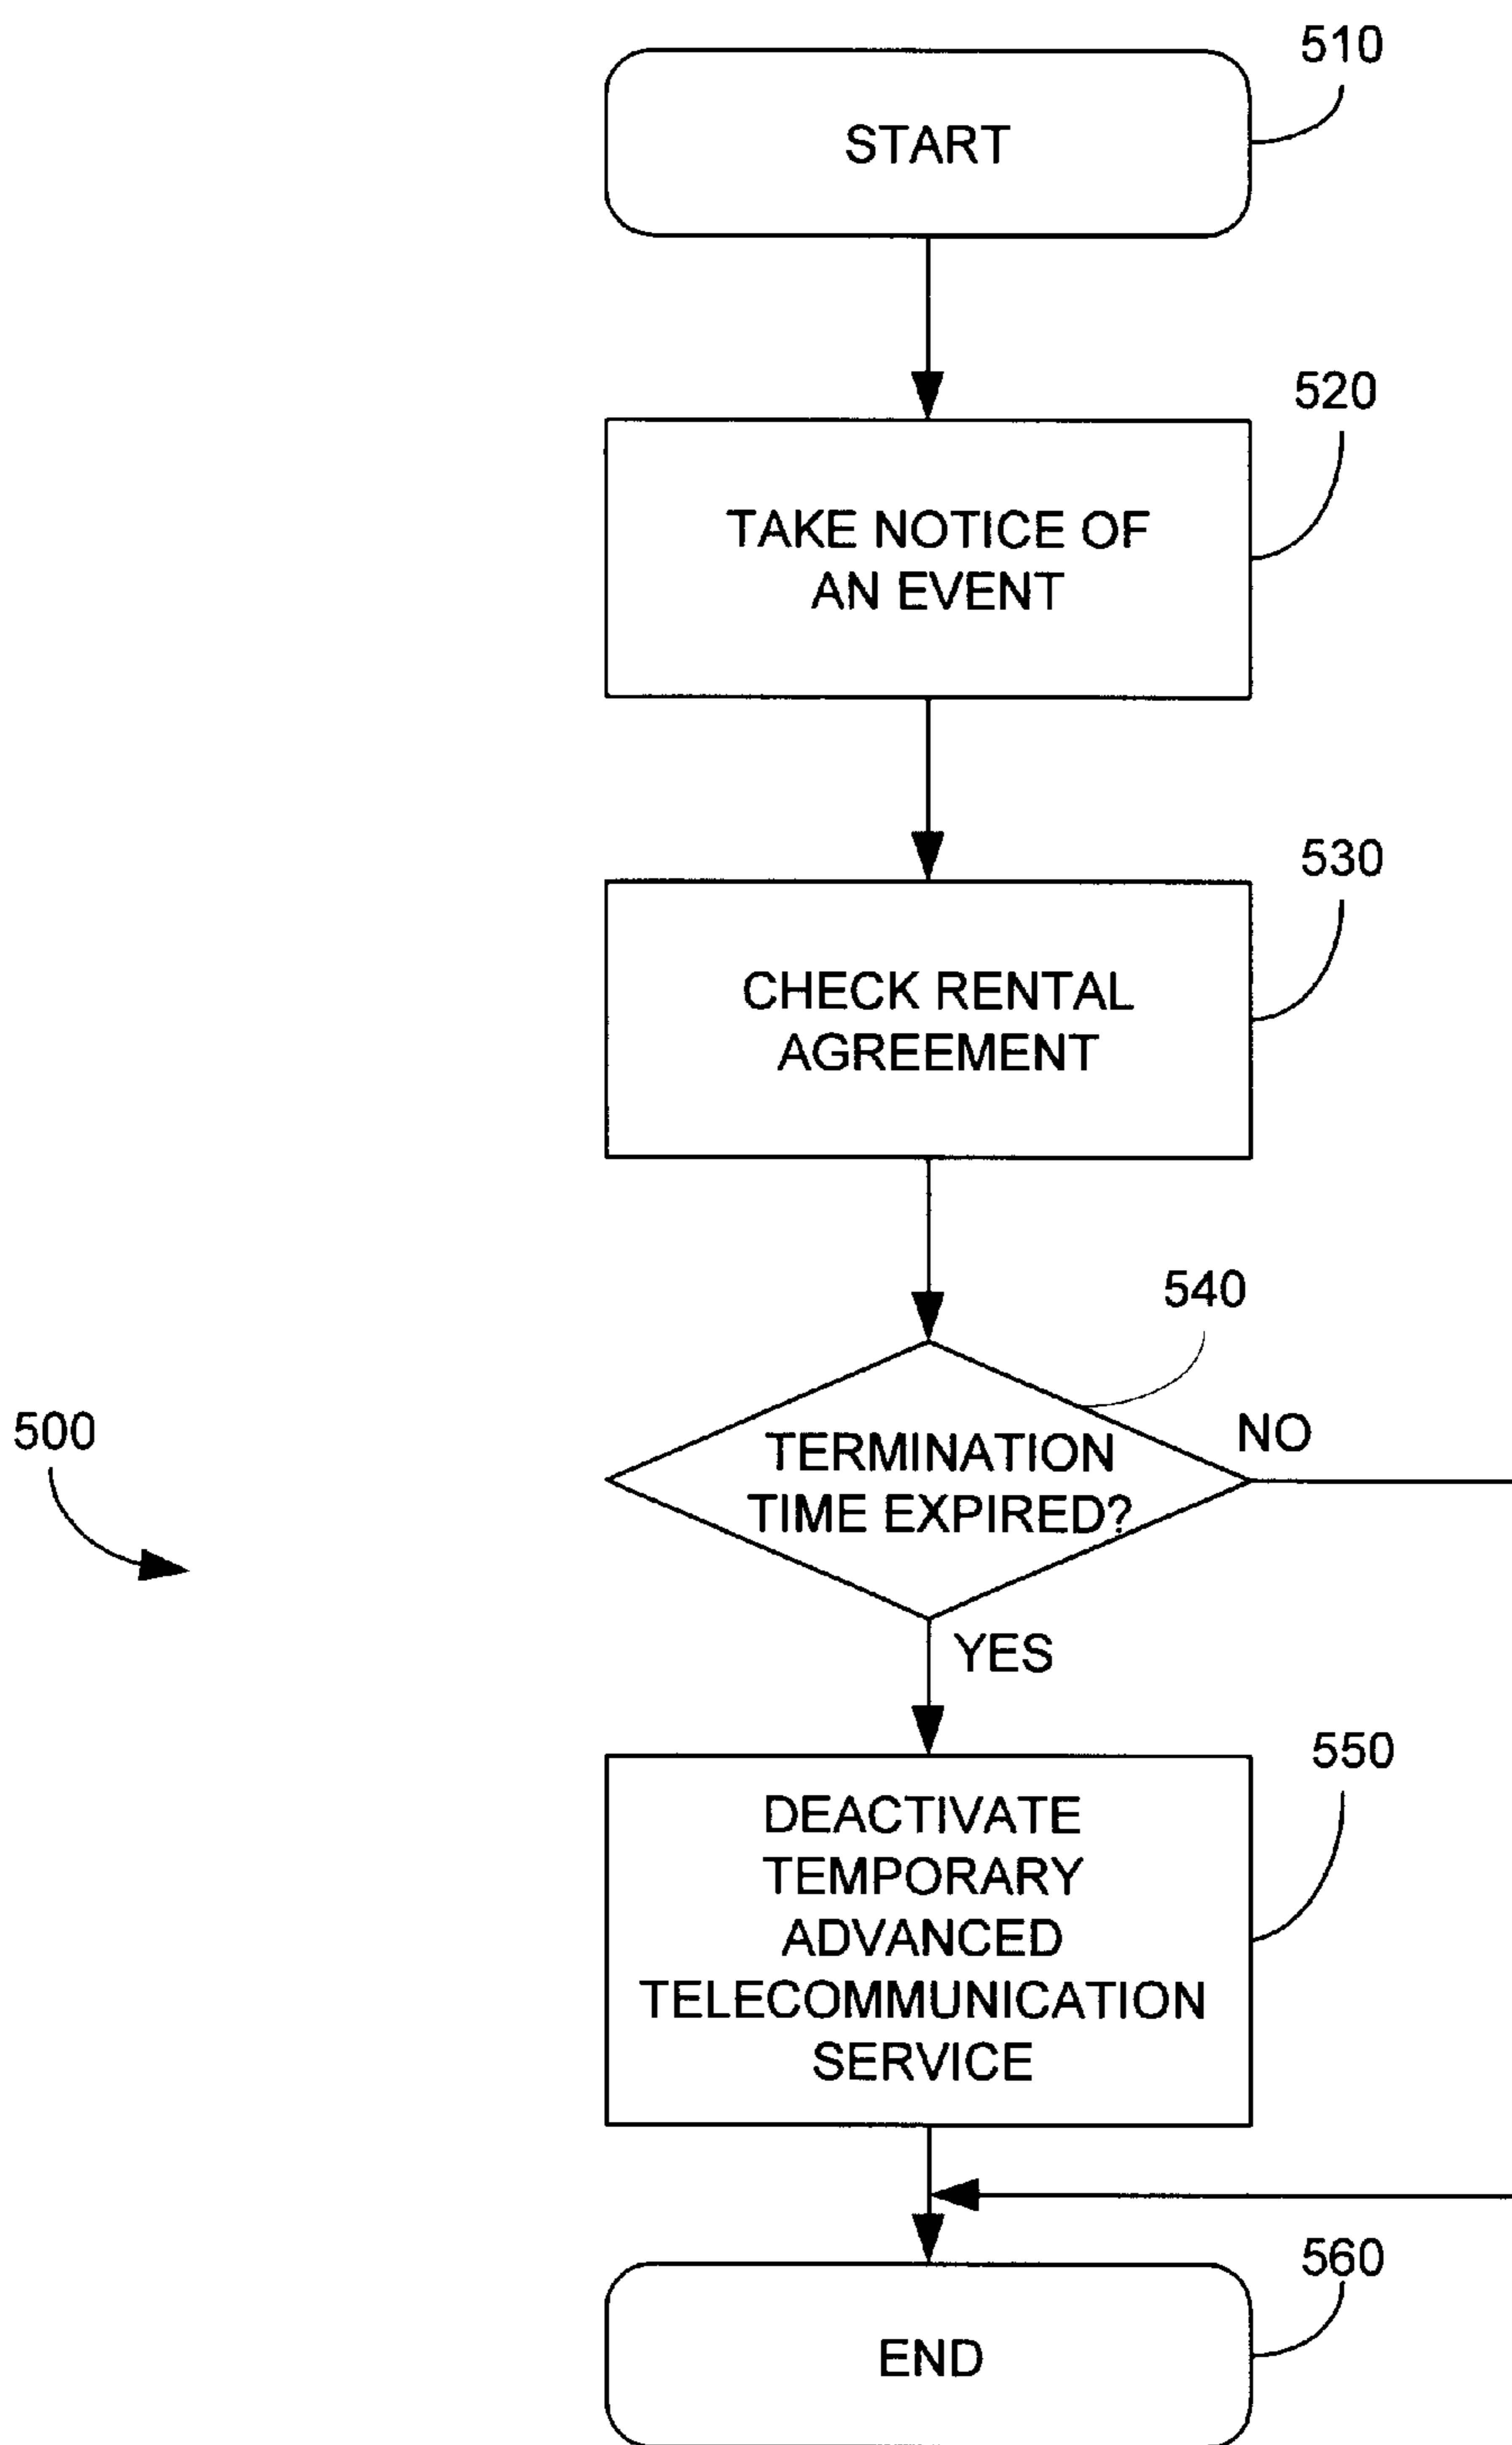 510
START
520
TAKE NOTICE OF
AN EVENT
530
CHECK RENTAL
AGREEMENT
540
500
NO
TERMINATION
TIME EXPIRED?
YES
550
DEACTIVATE
TEMPORARY
ADVANCED
TELECOMMUNICATION
SERVICE
560
END